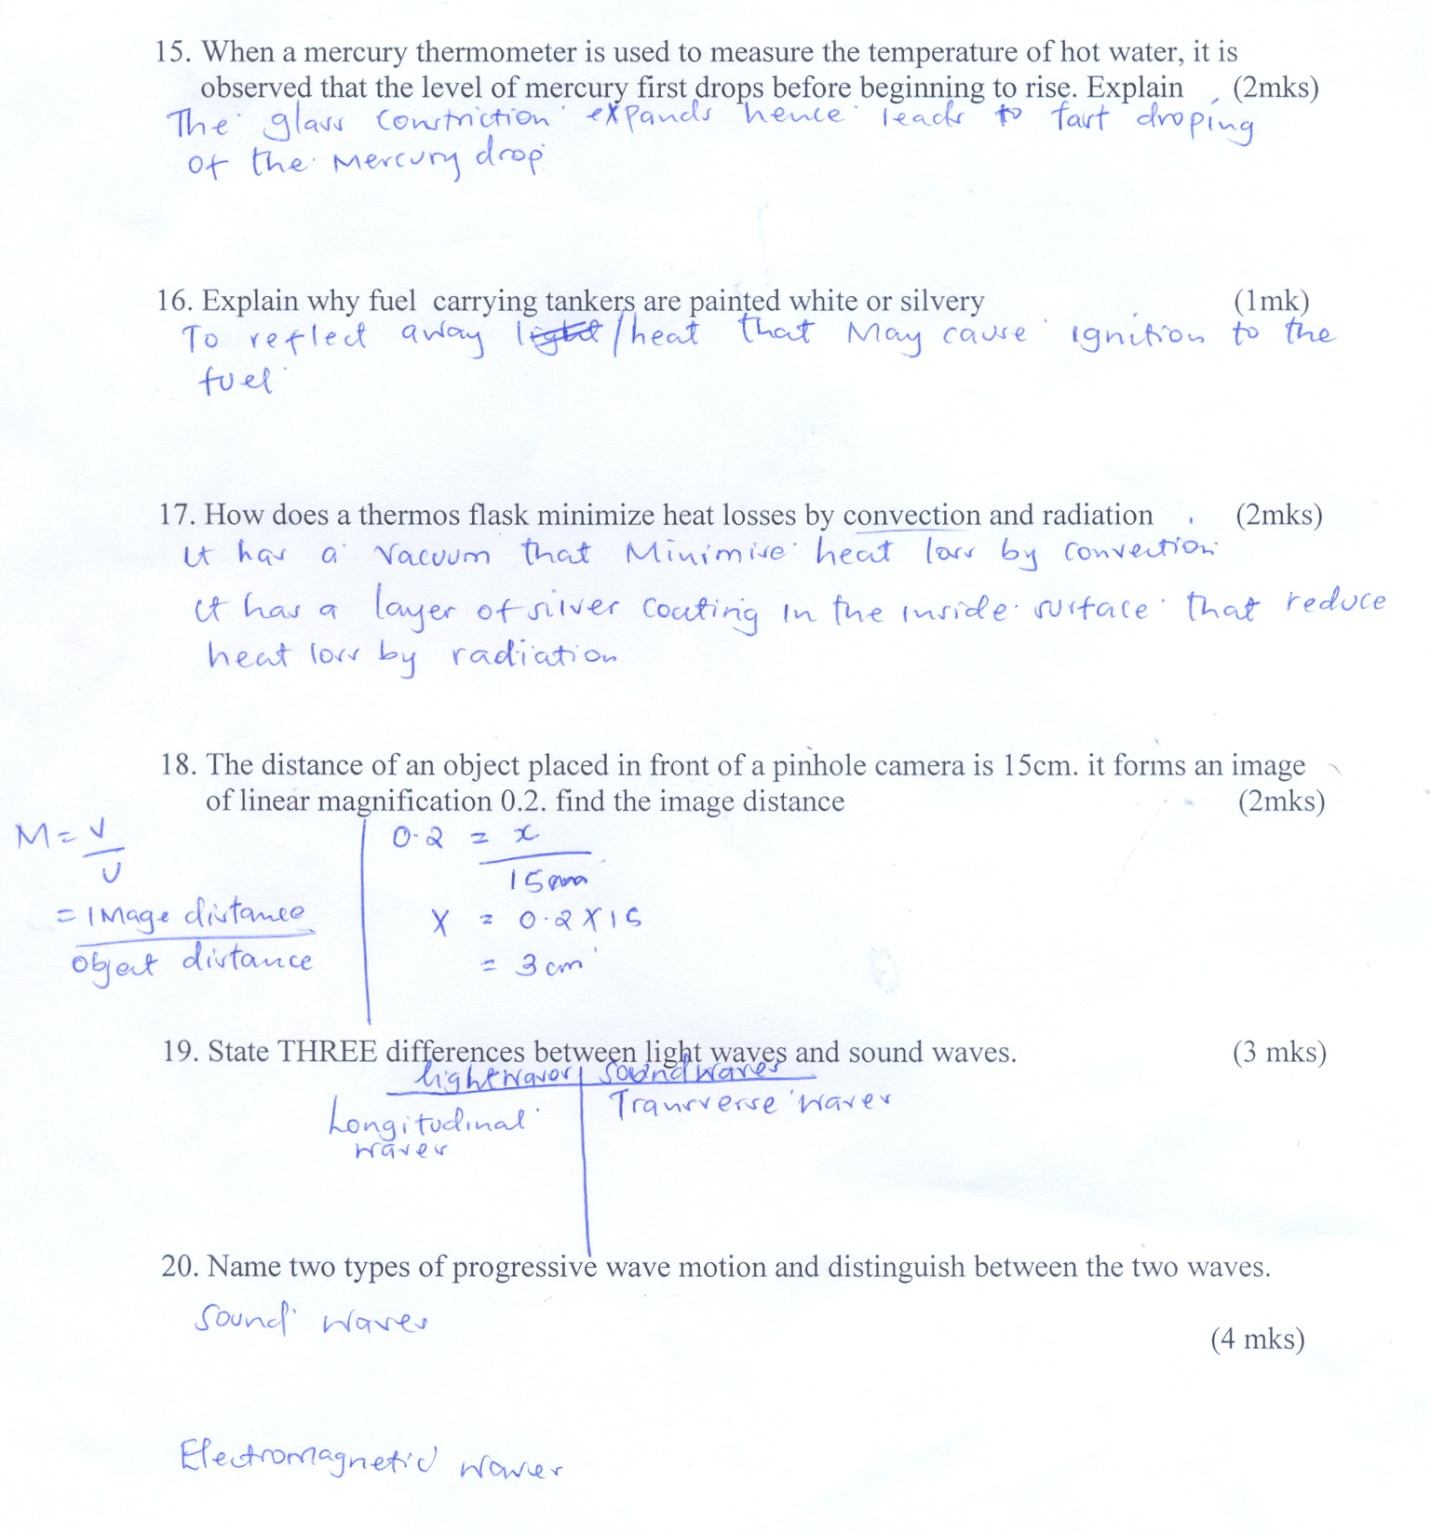 15. When a mercury thermometer is used to measure the temperature of hot water, it is
observed that the level of mercury first drops before beginning to rise. Explain (2mks)
The glass constriction expands hence leads to fast droping
of the Mercury drop
16. Explain why fuel carrying tankers are painted white or silvery (1mk)
To reflect away light/heat that May cause ignition to the
fuel
17. How does a thermos flask minimize heat losses by convection and radiation (2mks)
It has a Vacuum that Minimise heat loss by convection
It has a layer of silver coating in the inside surface that reduce
heat loss by radiation
18. The distance of an object placed in front of a pinhole camera is 15cm. it forms an image
of linear magnification 0.2. find the image distance (2mks)
M = V
U
= Image distance
object distance
0.2 = x
15cm
X = 0.2 X 15
= 3cm
19. State THREE differences between light waves and sound waves. (3 mks)
light waves | sound waves
Longitudinal
waves
Transverse waves
20. Name two types of progressive wave motion and distinguish between the two waves.
Sound waves
(4 mks)
Electromagnetic waves